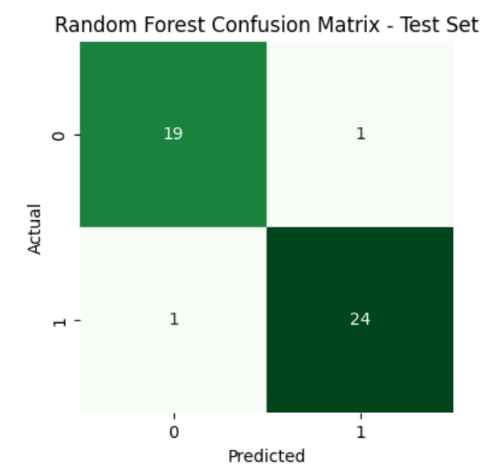 Random Forest Confusion Matrix - Test Set
0
19
1
Actual
1
1
24
0
1
Predicted